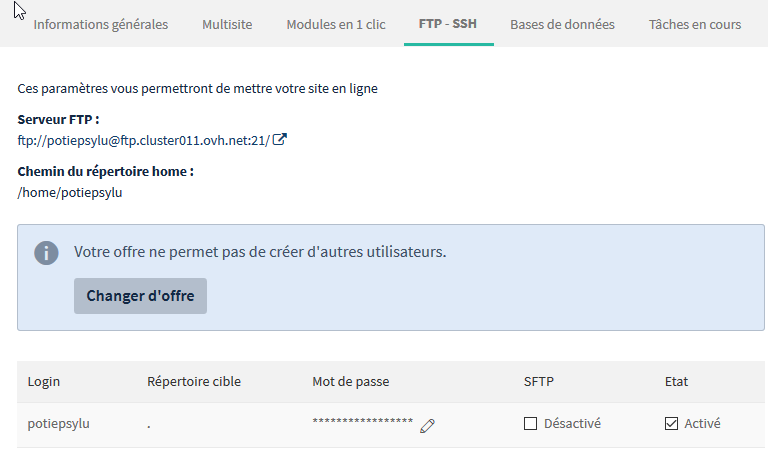 Informations générales Multisite Modules en 1 clic FTP - SSH Bases de données Tâches en cours
Ces paramètres vous permettront de mettre votre site en ligne
Serveur FTP :
ftp://potiepsylu@ftp.cluster011.ovh.net:21/
Chemin du répertoire home :
/home/potiepsylu
Votre offre ne permet pas de créer d'autres utilisateurs.
Changer d'offre
Login Répertoire cible Mot de passe SFTP Etat
potiepsylu . ***************** Désactivé Activé